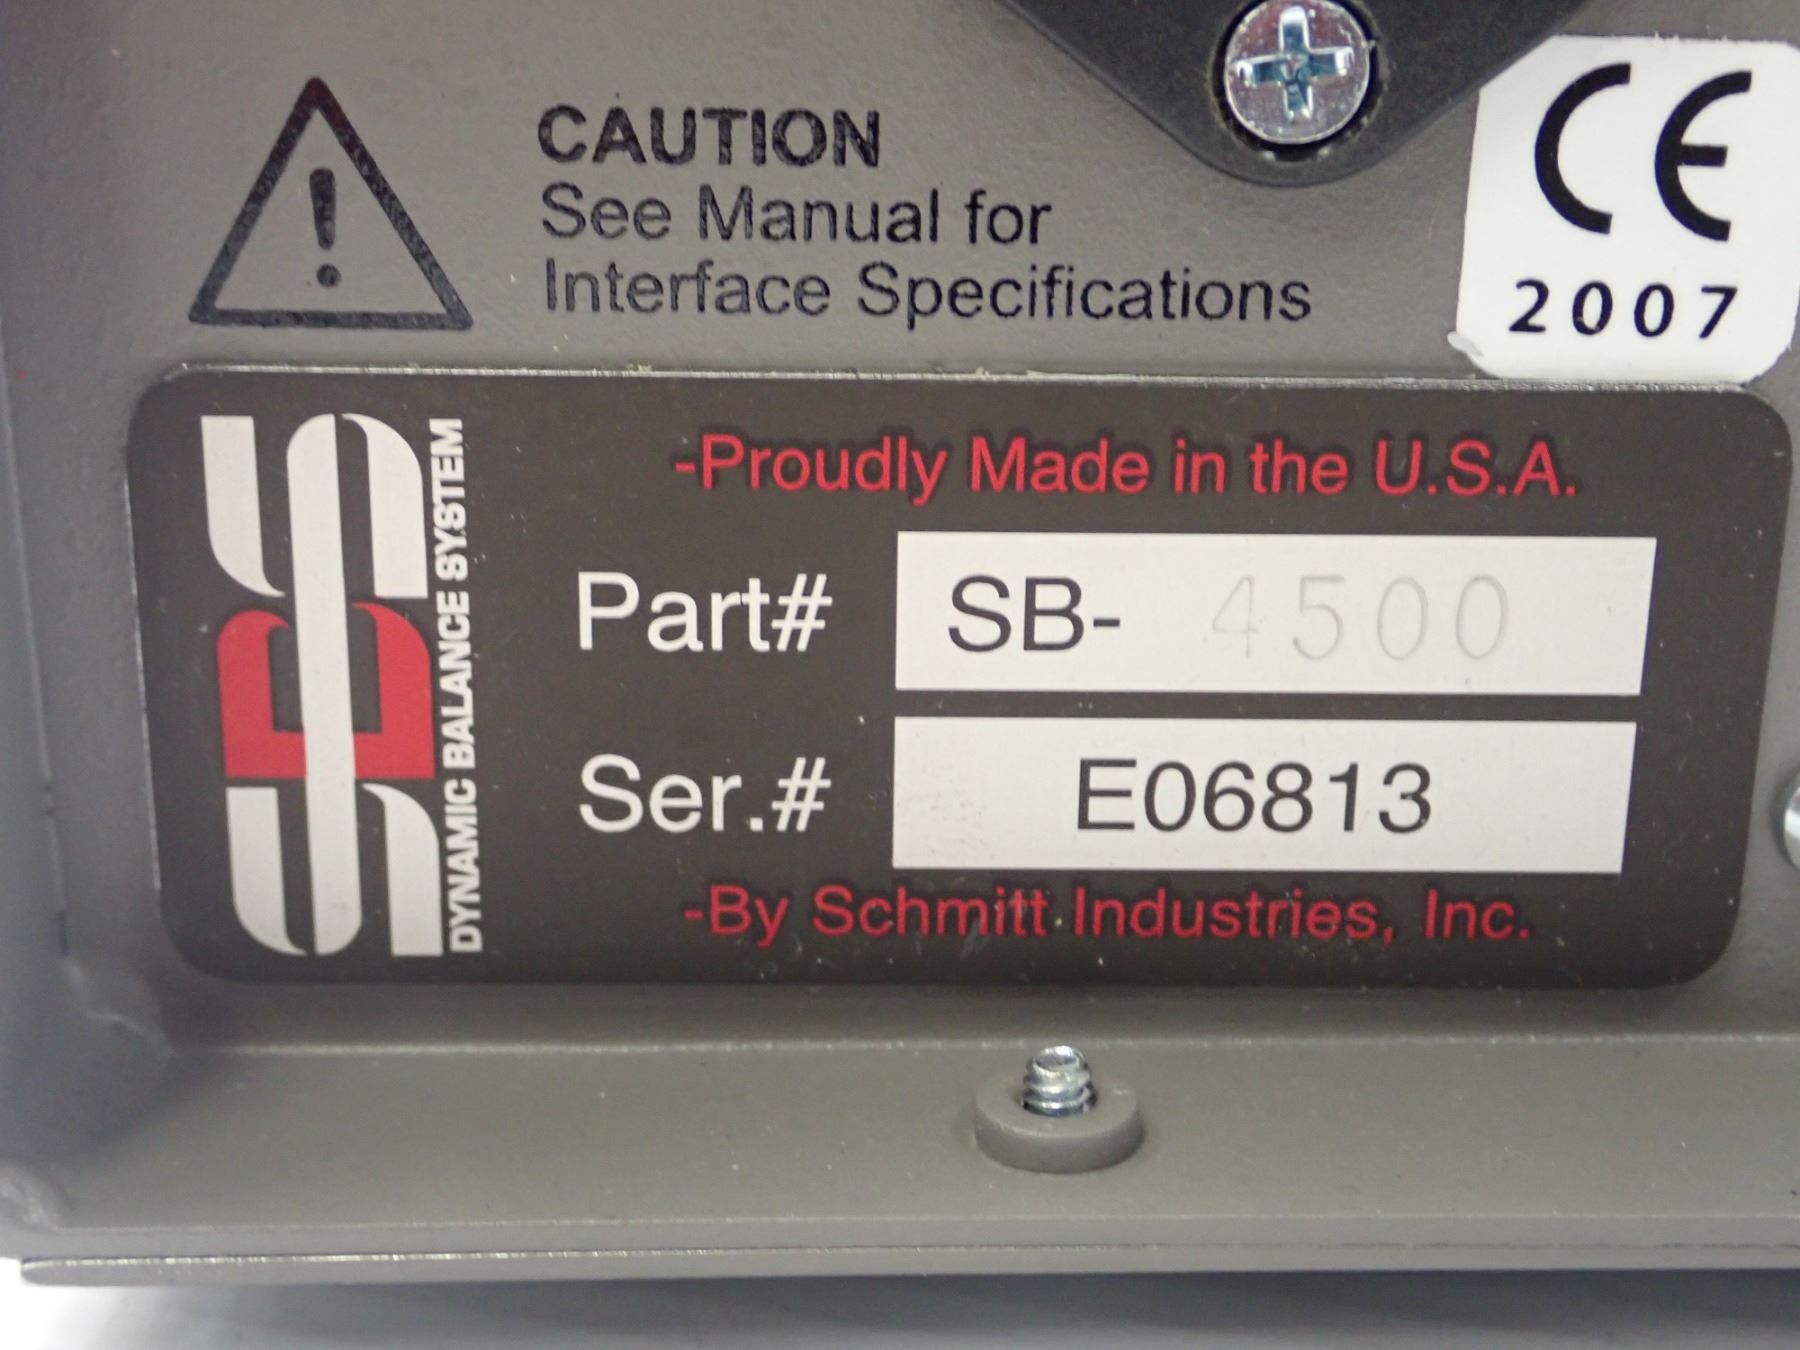 CAUTION
See Manual for
Interface Specifications
CE
2007
SBS
DYNAMIC BALANCE SYSTEM
-Proudly Made in the U.S.A.
Part# SB- 4500
Ser.# E06813
-By Schmitt Industries, Inc.